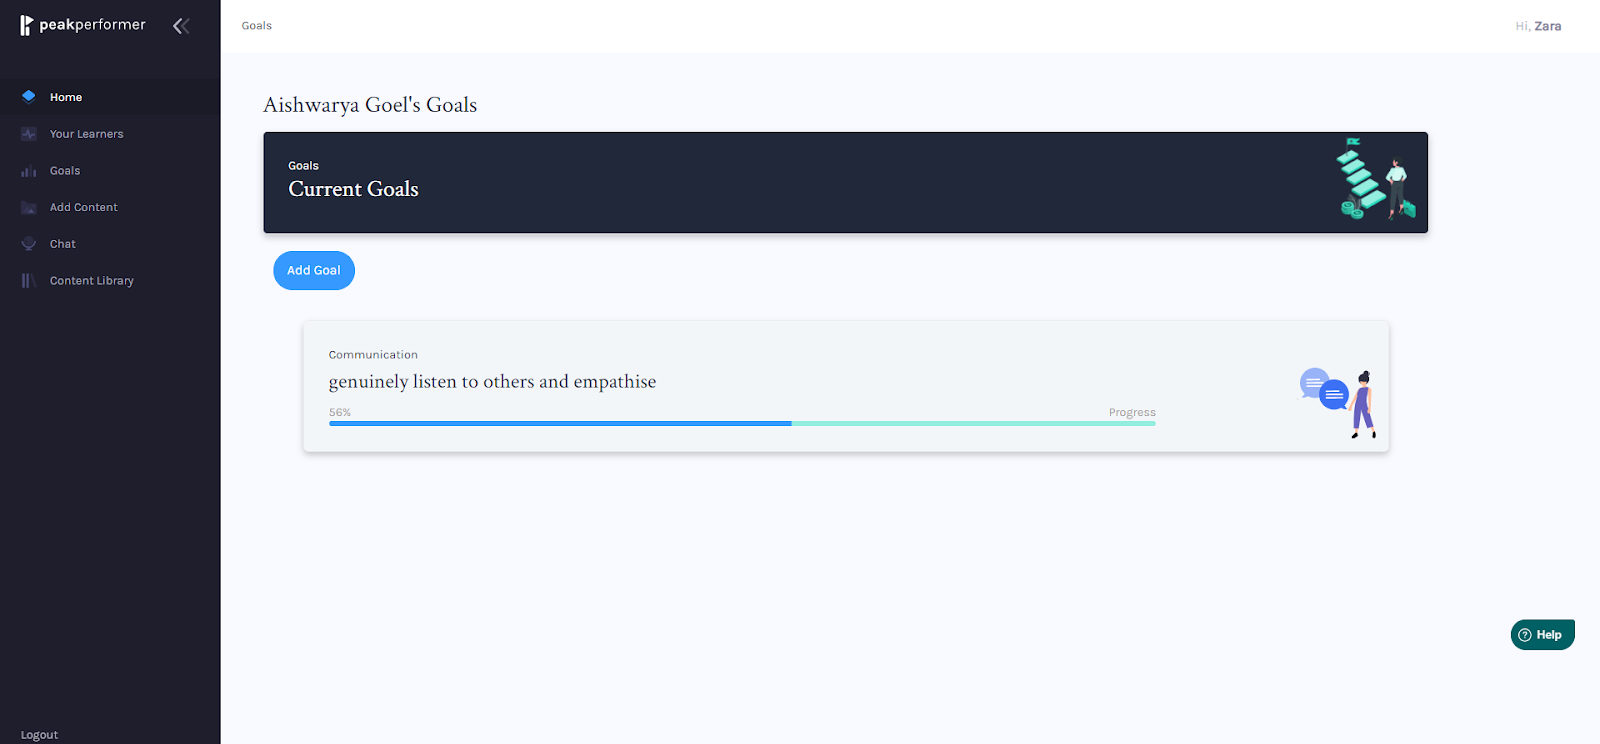 peakperformer
Goals
Hi, Zara
Home
Your Learners
Goals
Add Content
Chat
Content Library
Logout
Aishwarya Goel's Goals
Goals
Current Goals
Add Goal
Communication
genuinely listen to others and empathise
56% Progress
Help